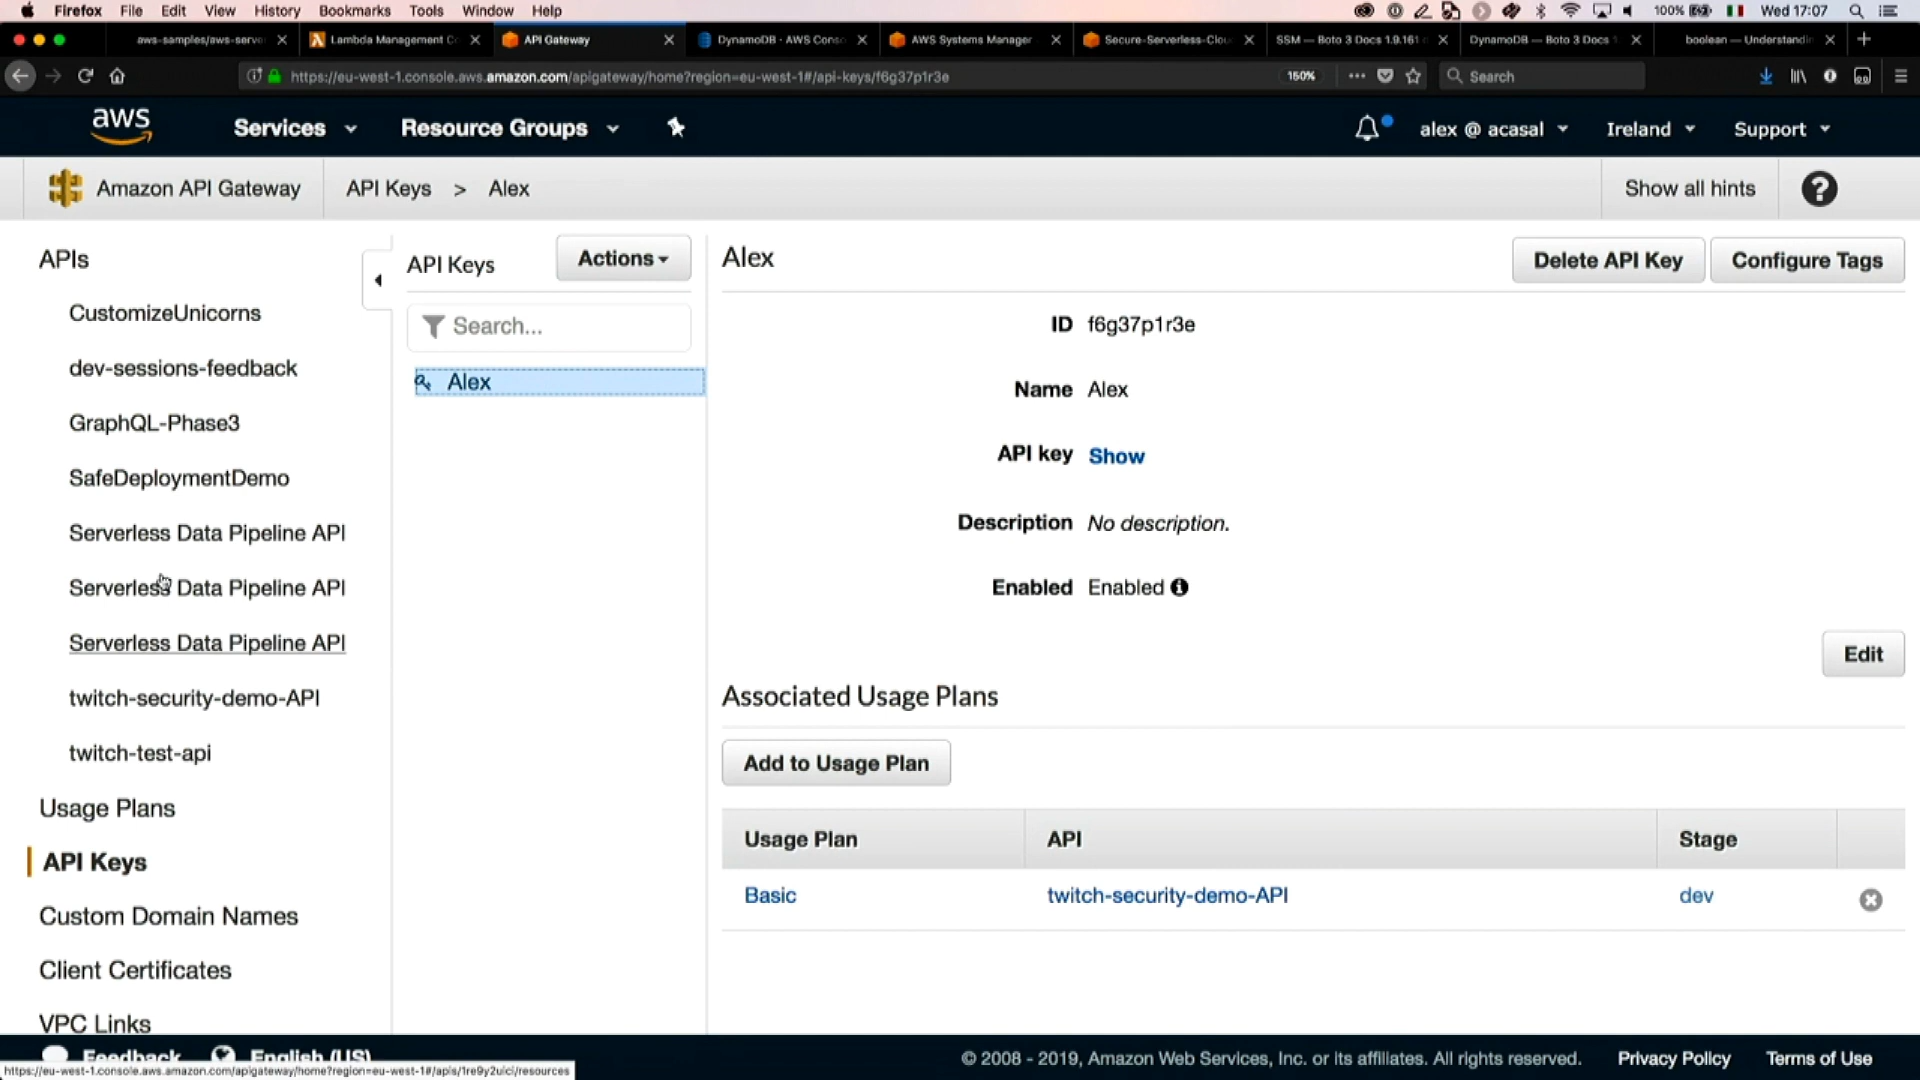 Firefox File Edit View History Bookmarks Tools Window Help 100% Wed 17:07
aws-samples/aws-server Lambda Management Co API Gateway DynamoDB · AWS Conso AWS Systems Manager Secure-Serverless-Clou SSM — Boto 3 Docs 1.9.161 DynamoDB — Boto 3 Docs 1 boolean — Understandin
https://eu-west-1.console.aws.amazon.com/apigateway/home?region=eu-west-1#/api-keys/f6g37p1r3e 150% Search
aws Services Resource Groups alex @ acasal Ireland Support
Amazon API Gateway API Keys > Alex Show all hints
APIs
CustomizeUnicorns
dev-sessions-feedback
GraphQL-Phase3
SafeDeploymentDemo
Serverless Data Pipeline API
Serverless Data Pipeline API
Serverless Data Pipeline API
twitch-security-demo-API
twitch-test-api
Usage Plans
API Keys
Custom Domain Names
Client Certificates
VPC Links
API Keys Actions
Search...
Alex
Alex Delete API Key Configure Tags
ID f6g37p1r3e
Name Alex
API key Show
Description No description.
Enabled Enabled
Edit
Associated Usage Plans
Add to Usage Plan
Usage Plan API Stage
Basic twitch-security-demo-API dev
Feedback English (US) © 2008 - 2019, Amazon Web Services, Inc. or its affiliates. All rights reserved. Privacy Policy Terms of Use
https://eu-west-1.console.aws.amazon.com/apigateway/home?region=eu-west-1#/apis/1re9y2uici/resources